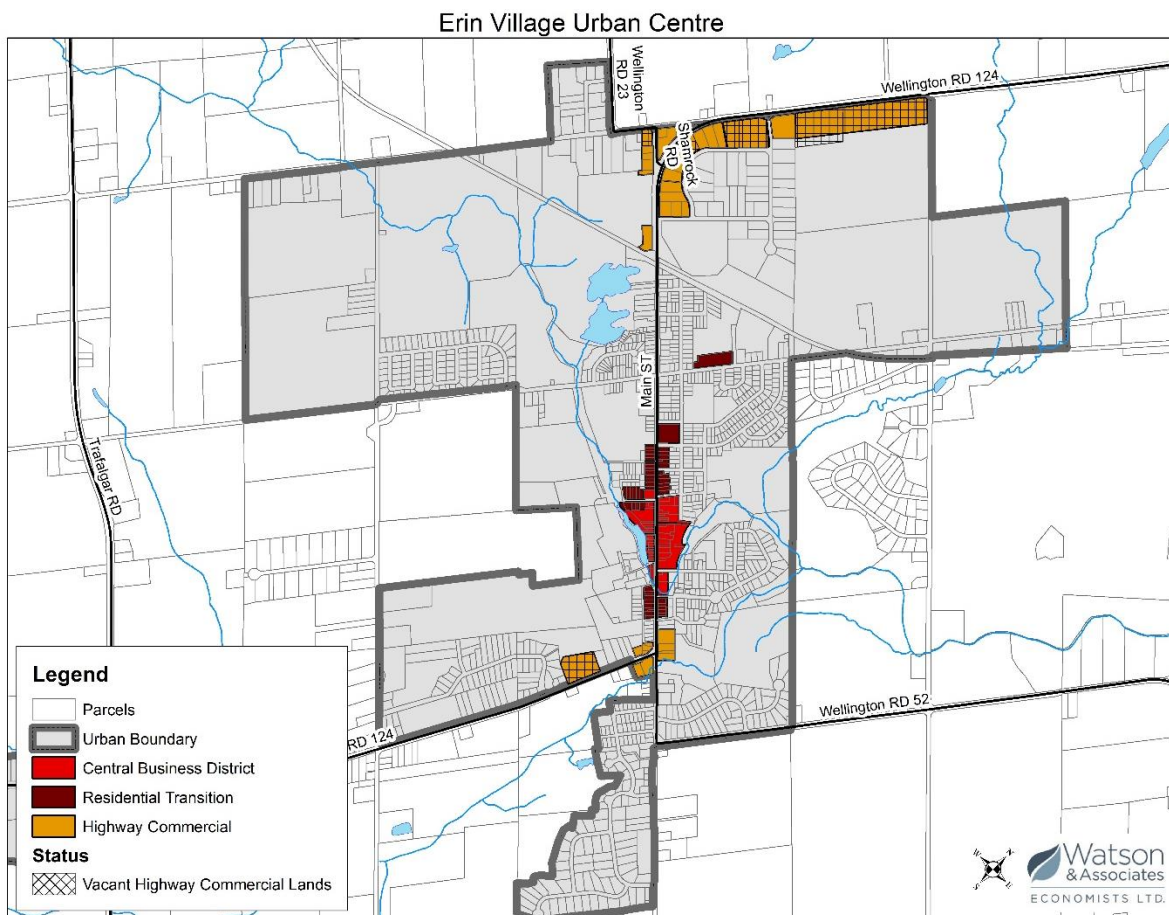 Erin Village Urban Centre
Wellington
RD 23
Wellington RD 124
Shamrock
RD
Main ST
Trafalgar RD
Wellington RD 52
RD 124
Legend
Parcels
Urban Boundary
Central Business District
Residential Transition
Highway Commercial
Status
Vacant Highway Commercial Lands
W
N
S
E
Watson
& Associates
ECONOMISTS LTD.